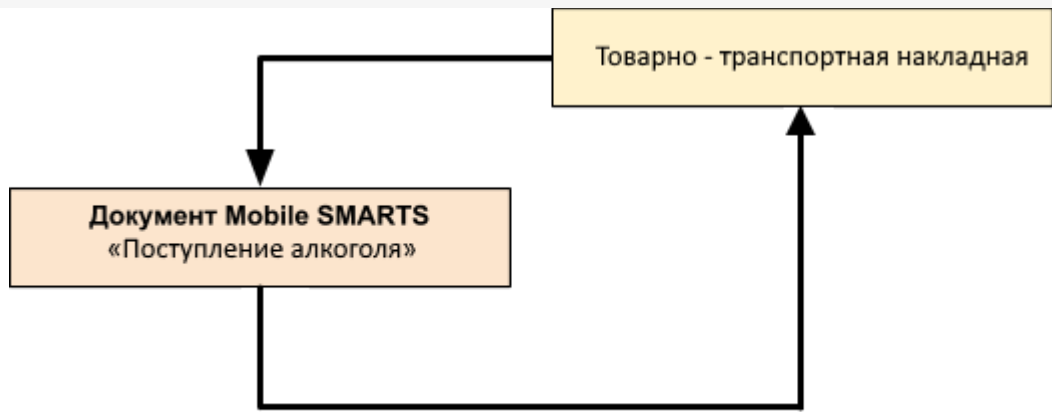 Товарно - транспортная накладная
Документ Mobile SMARTS
«Поступление алкоголя»